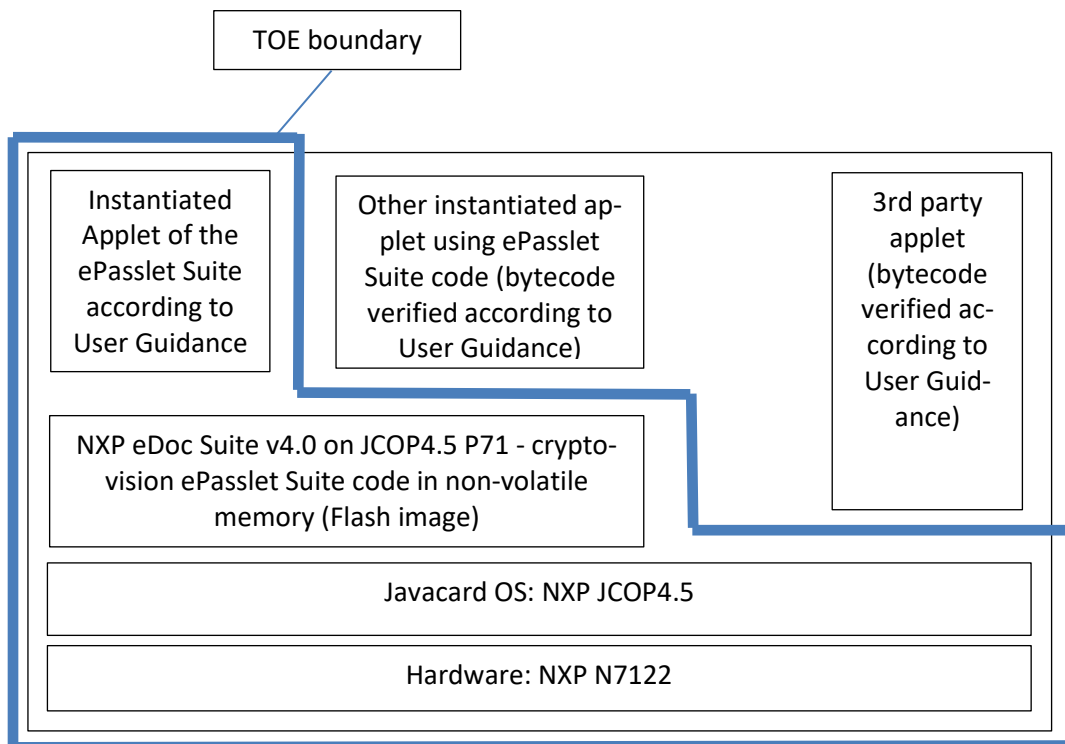 TOE boundary
Instantiated
Applet of the
ePasslet Suite
according to
User Guidance
Other instantiated ap-
plet using ePasslet
Suite code (bytecode
verified according to
User Guidance)
3rd party
applet
(bytecode
verified ac-
cording to
User Guid-
ance)
NXP eDoc Suite v4.0 on JCOP4.5 P71 - crypto-
vision ePasslet Suite code in non-volatile
memory (Flash image)
Javacard OS: NXP JCOP4.5
Hardware: NXP N7122